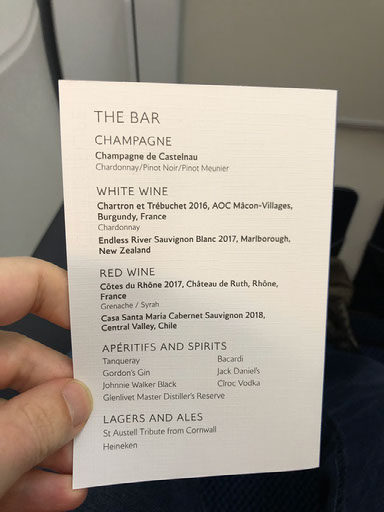 THE BAR
CHAMPAGNE
Champagne de Castelnau
Chardonnay/Pinot Noir/Pinot Meunier
WHITE WINE
Chartron et Trébuchet 2016, AOC Mâcon-Villages,
Burgundy, France
Chardonnay
Endless River Sauvignon Blanc 2017, Marlborough,
New Zealand
RED WINE
Côtes du Rhône 2017, Château de Ruth, Rhône,
France
Grenache / Syrah
Casa Santa Maria Cabernet Sauvignon 2018,
Central Valley, Chile
APÉRITIFS AND SPIRITS
Tanqueray
Bacardi
Gordon's Gin
Jack Daniel's
Johnnie Walker Black
Cîroc Vodka
Glenlivet Master Distiller's Reserve
LAGERS AND ALES
St Austell Tribute from Cornwall
Heineken